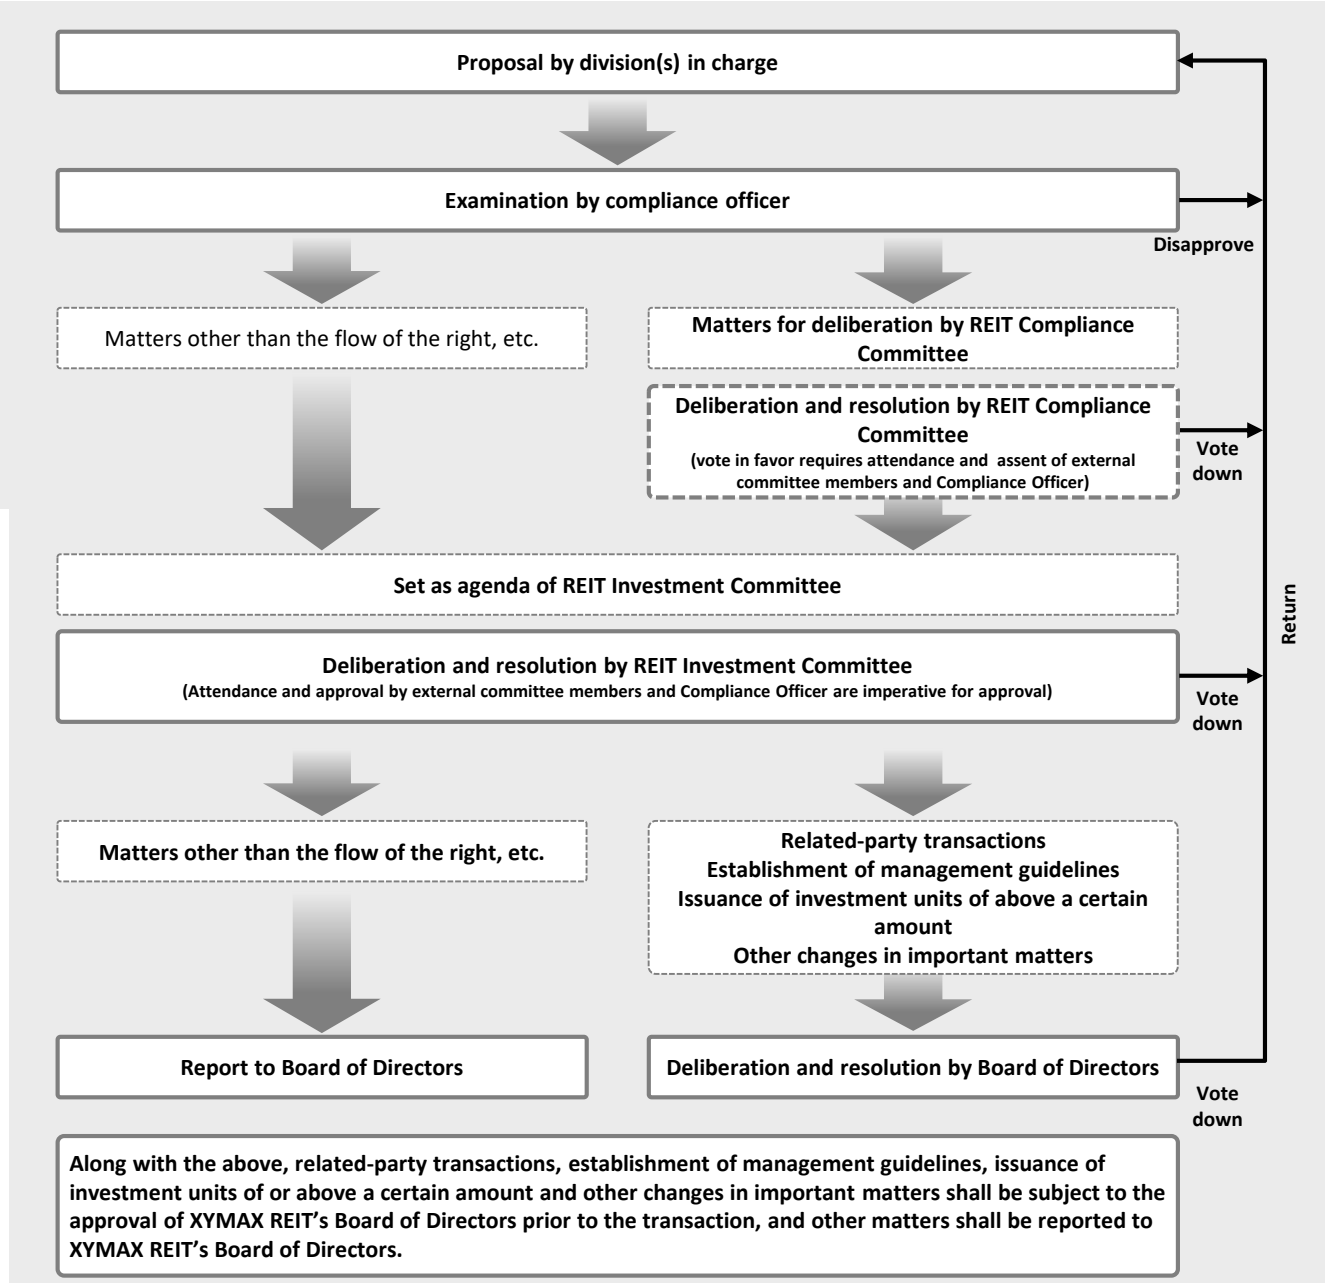 Proposal by division(s) in charge
Examination by compliance officer
Disapprove
Matters other than the flow of the right, etc.
Matters for deliberation by REIT Compliance
Committee
Deliberation and resolution by REIT Compliance
Committee
(vote in favor requires attendance and assent of external
committee members and Compliance Officer)
Vote
down
Set as agenda of REIT Investment Committee
Return
Deliberation and resolution by REIT Investment Committee
(Attendance and approval by external committee members and Compliance Officer are imperative for approval)
Vote
down
Matters other than the flow of the right, etc.
Related-party transactions
Establishment of management guidelines
Issuance of investment units of above a certain
amount
Other changes in important matters
Report to Board of Directors
Deliberation and resolution by Board of Directors
Vote
down
Along with the above, related-party transactions, establishment of management guidelines, issuance of
investment units of or above a certain amount and other changes in important matters shall be subject to the
approval of XYMAX REIT’s Board of Directors prior to the transaction, and other matters shall be reported to
XYMAX REIT’s Board of Directors.